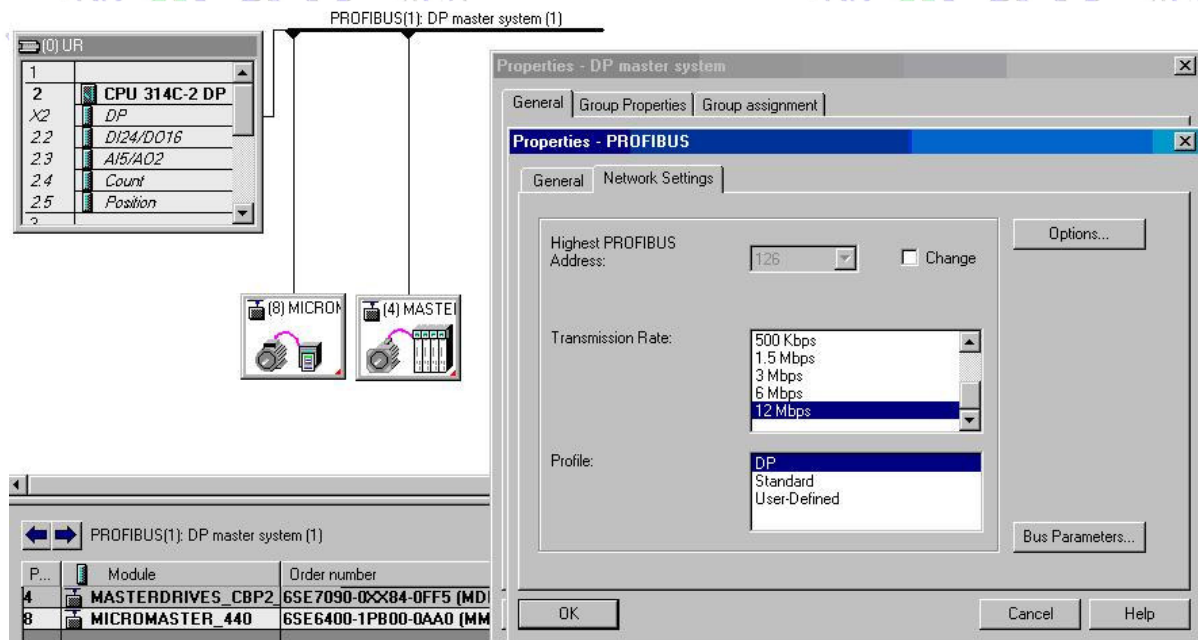 PROFIBUS(1): DP master system (1)
(0) UR
1
2 CPU 314C-2 DP
X2 DP
2.2 DI24/DO16
2.3 AI5/AO2
2.4 Count
2.5 Position
3
(8) MICROM
(4) MASTEI
Properties - DP master system
General Group Properties Group assignment
Properties - PROFIBUS
General Network Settings
Highest PROFIBUS
Address:
126
Change
Options...
Transmission Rate:
500 Kbps
1.5 Mbps
3 Mbps
6 Mbps
12 Mbps
Profile:
DP
Standard
User-Defined
Bus Parameters...
OK Cancel Help
PROFIBUS(1): DP master system (1)
P... Module Order number
4 MASTERDRIVES_CBP2_ 6SE7090-0XX84-0FF5 (MD
8 MICROMASTER_440 6SE6400-1PB00-0AA0 (MM